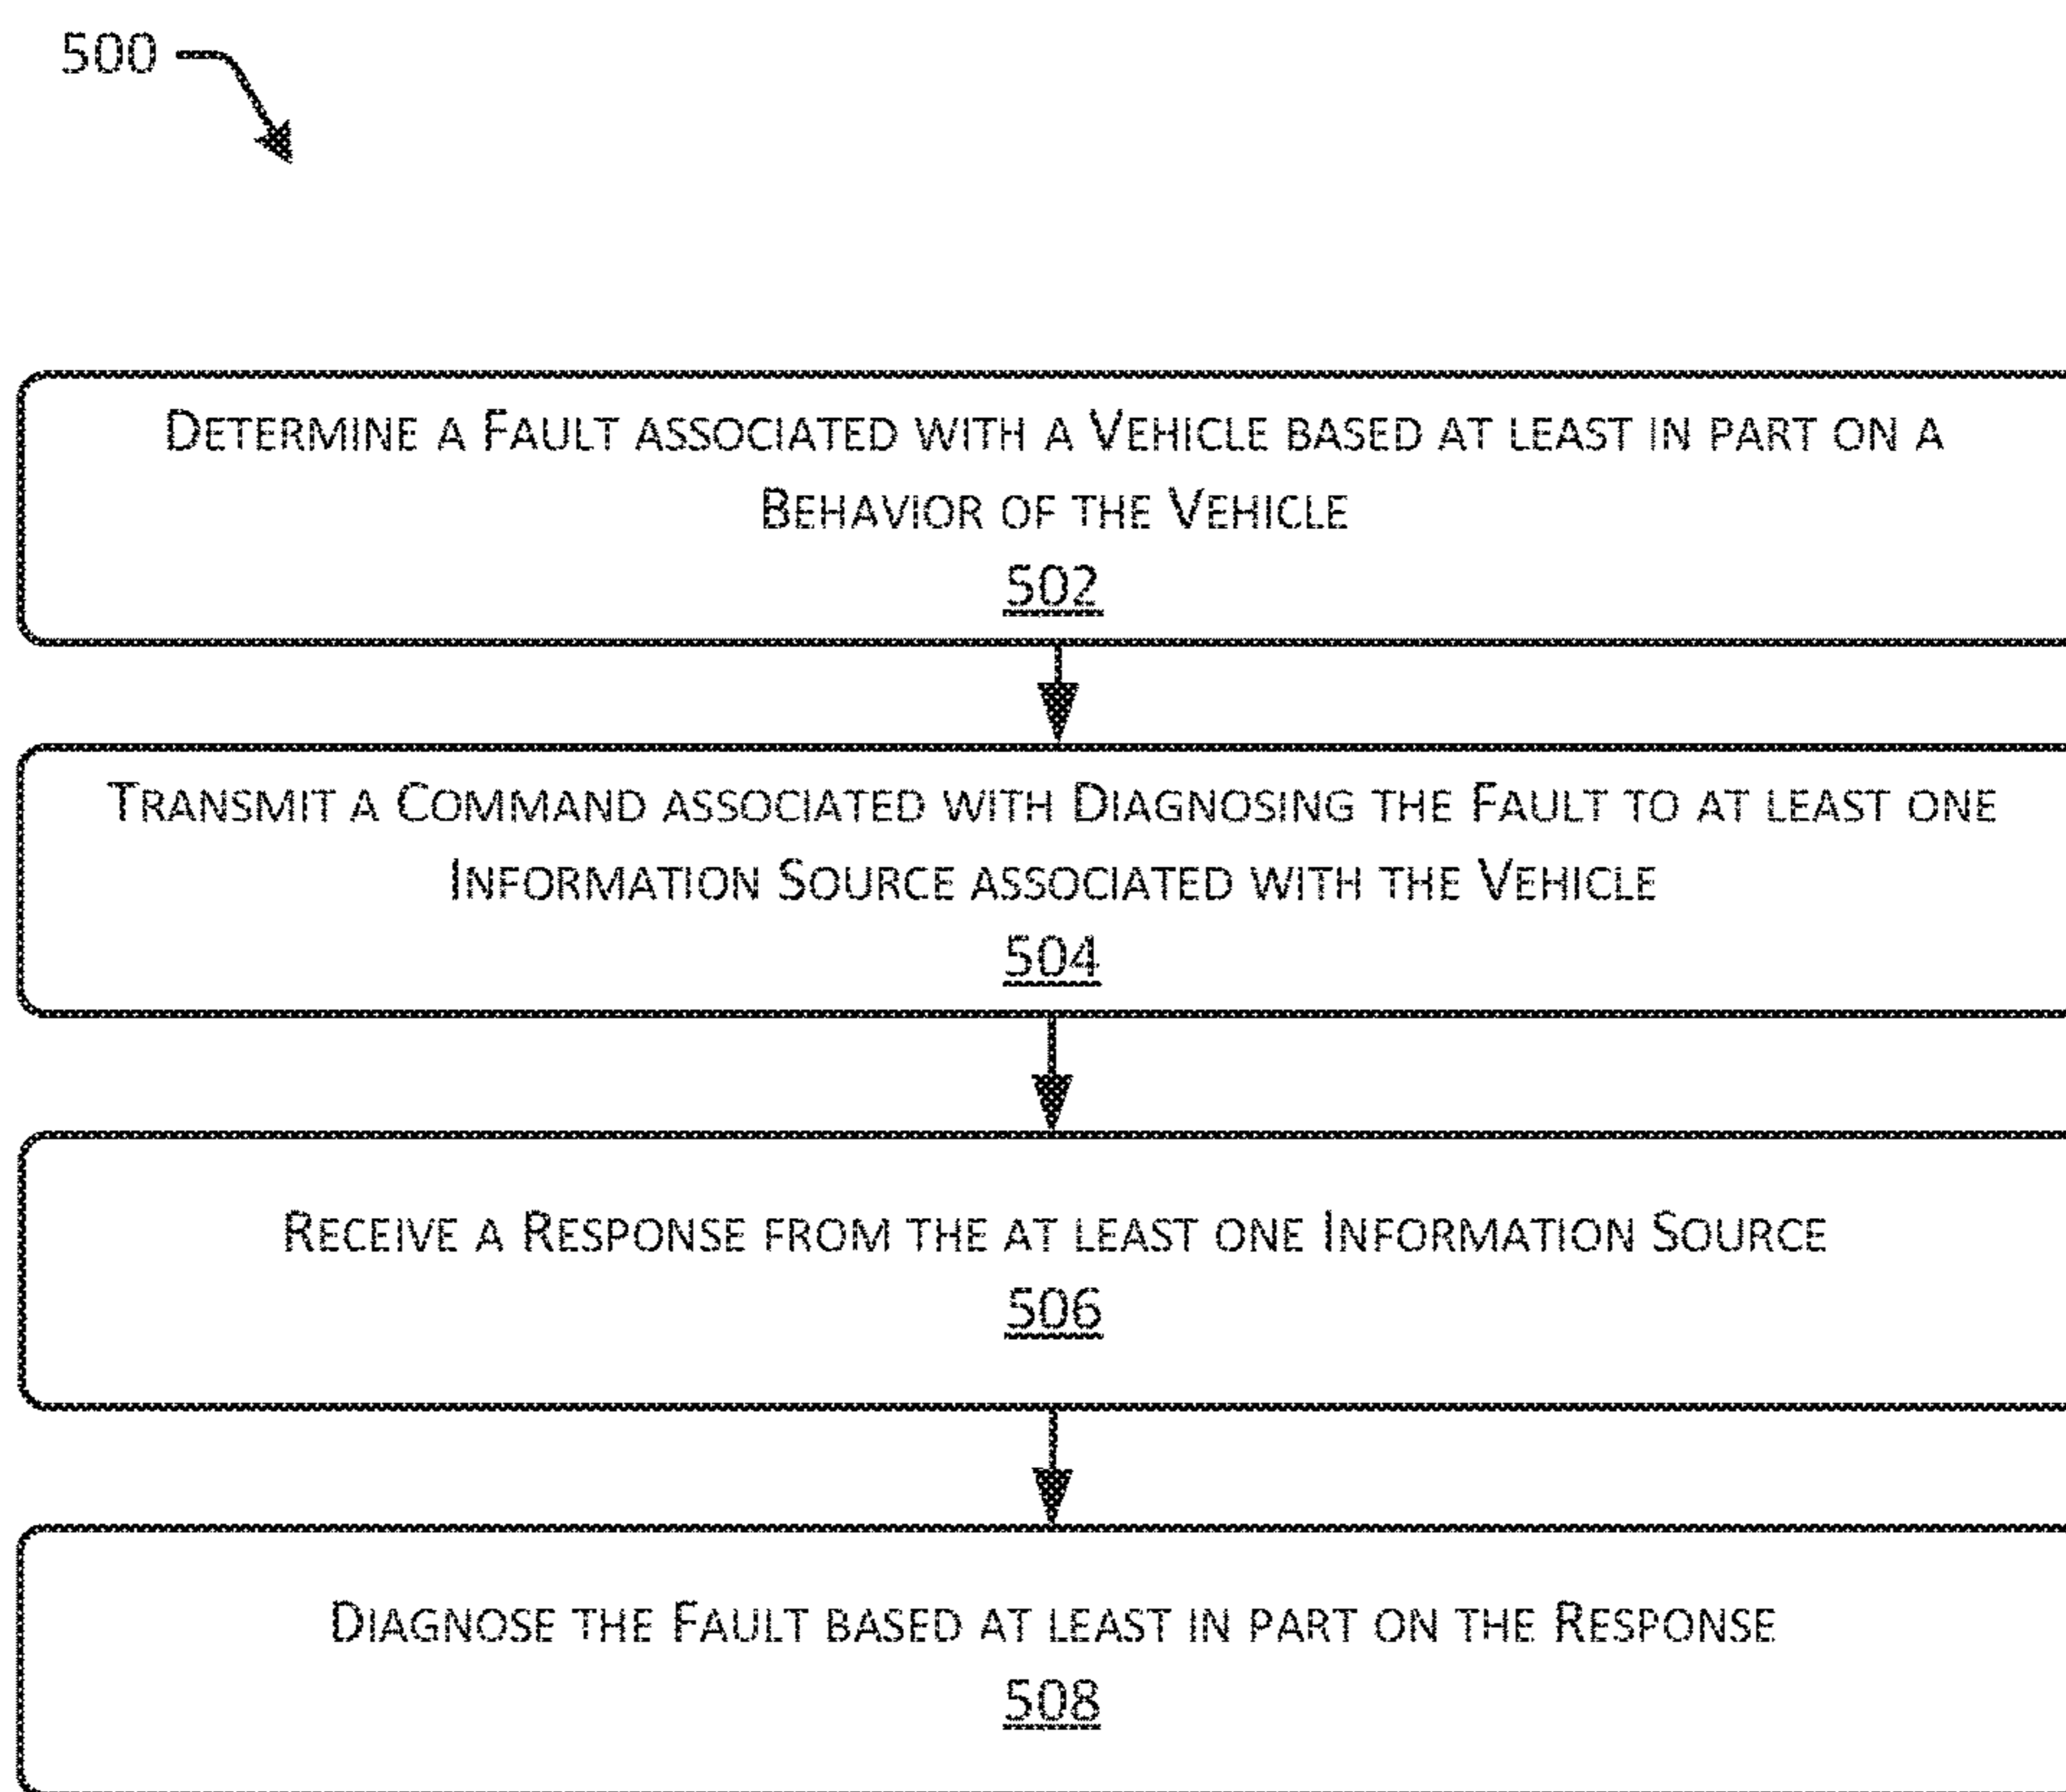 500
DETERMINE A FAULT ASSOCIATED WITH A VEHICLE BASED AT LEAST IN PART ON A
BEHAVIOR OF THE VEHICLE
502
TRANSMIT A COMMAND ASSOCIATED WITH DIAGNOSING THE FAULT TO AT LEAST ONE
INFORMATION SOURCE ASSOCIATED WITH THE VEHICLE
504
RECEIVE A RESPONSE FROM THE AT LEAST ONE INFORMATION SOURCE
506
DIAGNOSE THE FAULT BASED AT LEAST IN PART ON THE RESPONSE
508